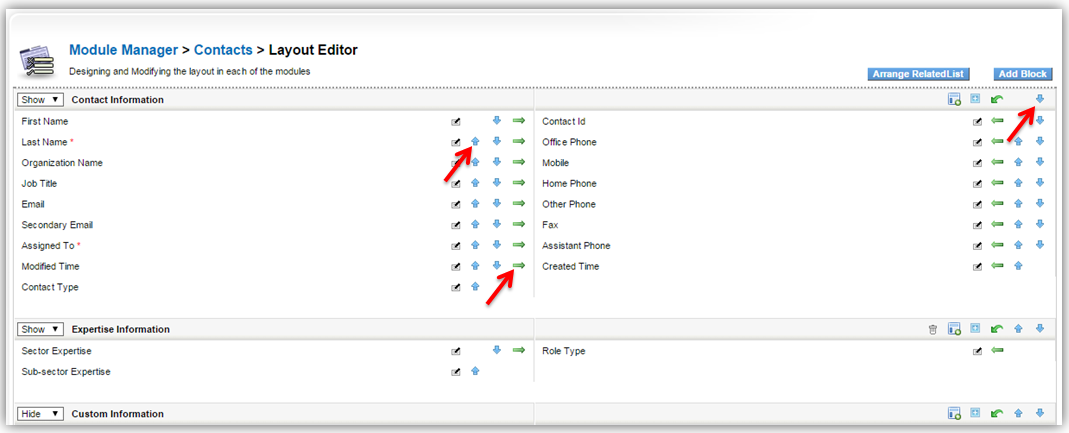 Module Manager > Contacts > Layout Editor
Designing and Modifying the layout in each of the modules
Arrange RelatedList Add Block
Show Contact Information
First Name Contact Id
Last Name * Office Phone
Organization Name Mobile
Job Title Home Phone
Email Other Phone
Secondary Email Fax
Assigned To * Assistant Phone
Modified Time Created Time
Contact Type
Show Expertise Information
Sector Expertise Role Type
Sub-sector Expertise
Hide Custom Information